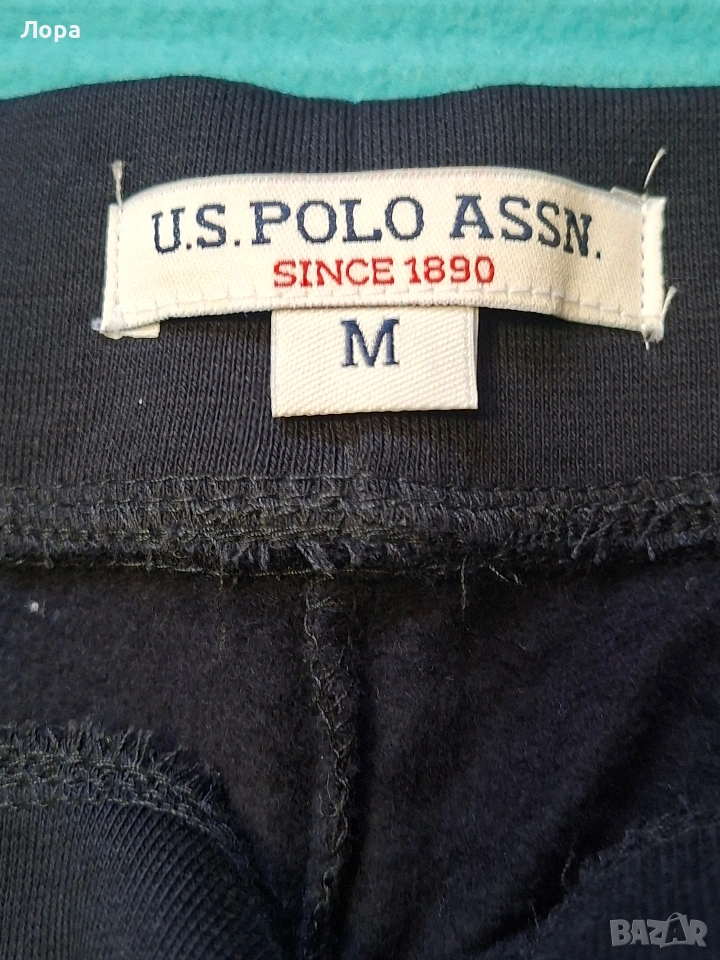 Лора
U.S. POLO ASSN.
SINCE 1890
M
BAZAR